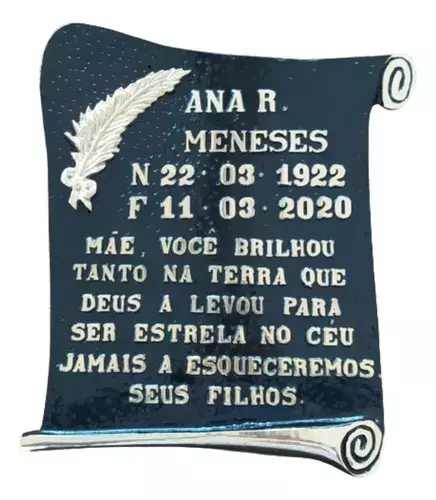 ANA R.
MENESES
N 22 · 03 · 1922
F 11 · 03 · 2020
MÃE, VOCÊ BRILHOU
TANTO NA TERRA QUE
DEUS A LEVOU PARA
SER ESTRELA NO CÉU
JAMAIS A ESQUECEREMOS.
SEUS FILHOS.